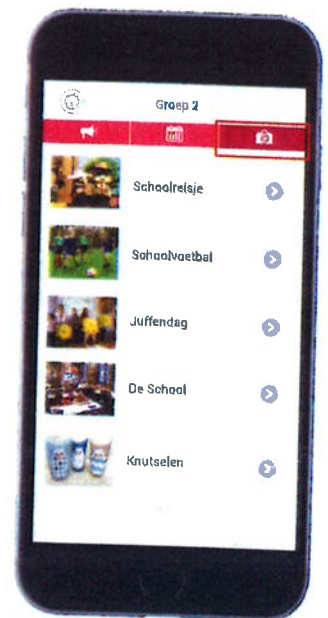 Groep 2
Schoolreisje
Schoolvoetbal
Juffendag
De School
Knutselen